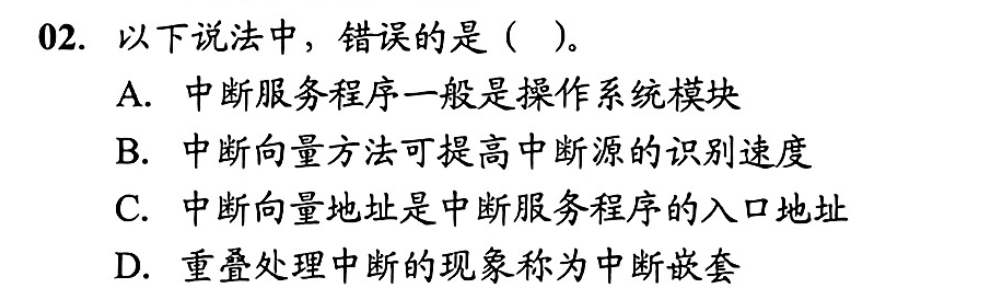 02. 以下说法中，错误的是（ ）。
A. 中断服务程序一般是操作系统模块
B. 中断向量方法可提高中断源的识别速度
C. 中断向量地址是中断服务程序的入口地址
D. 重叠处理中断的现象称为中断嵌套